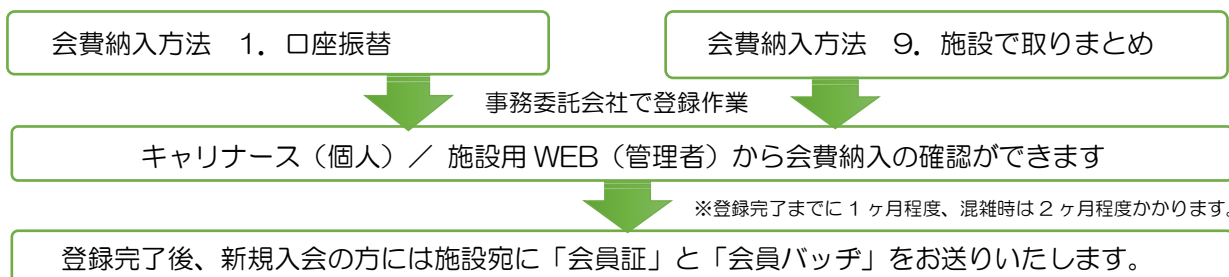 会費納入方法　1．口座振替
会費納入方法　9．施設で取りまとめ
事務委託会社で登録作業
キャリナース（個人）／ 施設用 WEB（管理者）から会費納入の確認ができます
※登録完了までに 1 ヶ月程度、混雑時は 2 ヶ月程度かかります。
登録完了後、新規入会の方には施設宛に「会員証」と「会員バッヂ」をお送りいたします。